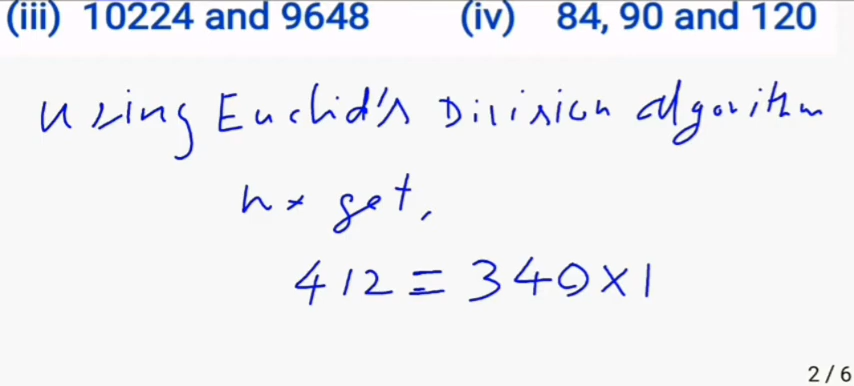 (iii) 10224 and 9648 (iv) 84, 90 and 120
Using Euclid's Division algorithm
we get,
412 = 340 × 1
2 / 6